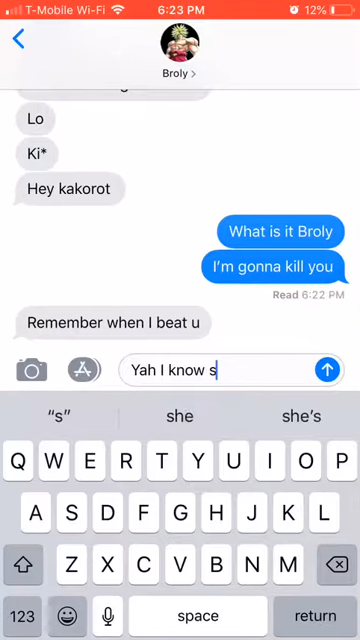 T-Mobile Wi-Fi 6:23 PM 12%
Broly >
Lo
Ki*
Hey kakorot
What is it Broly
I'm gonna kill you
Read 6:22 PM
Remember when I beat u
Yah I know s
“s” she she's
Q W E R T Y U I O P
A S D F G H J K L
Z X C V B N M
123 space return